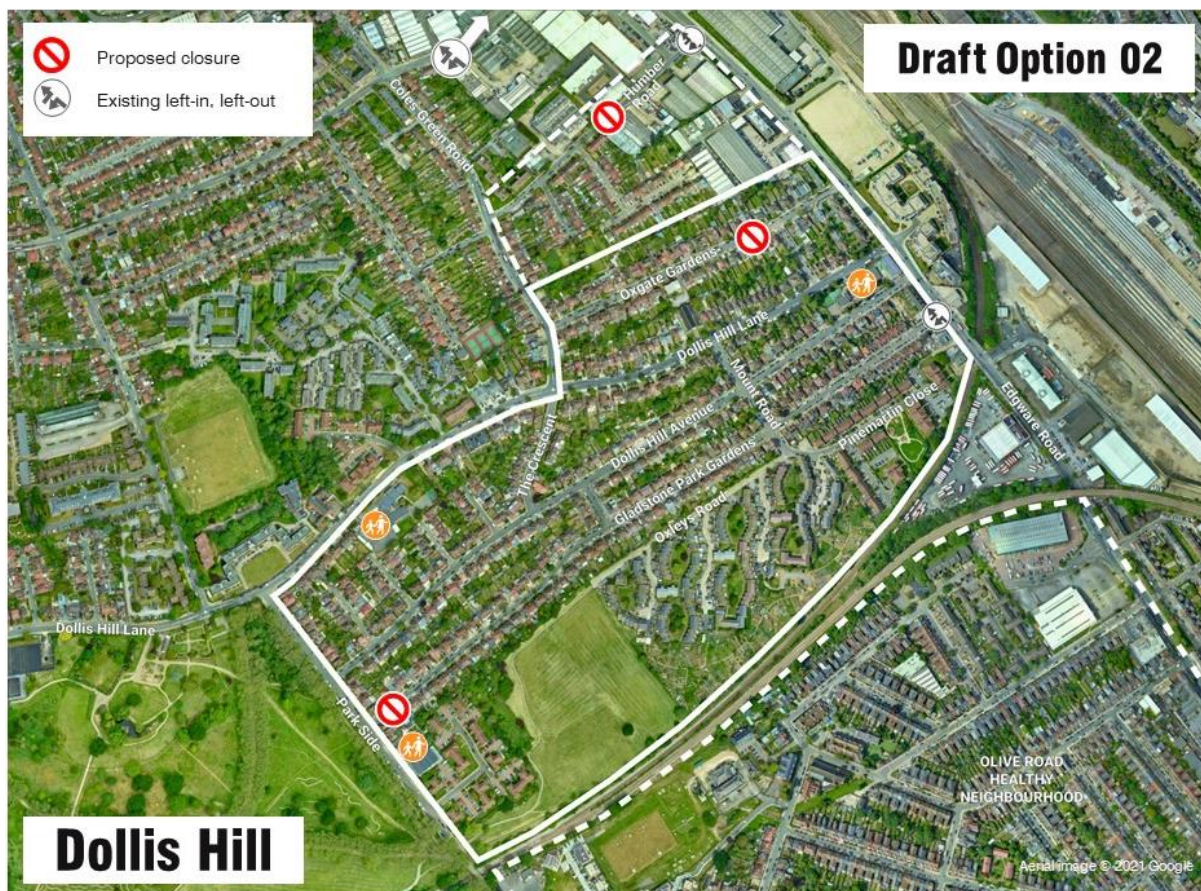 Proposed closure
Existing left-in, left-out
Draft Option 02
Coles Green Road
Humber
Road
Oxgate Gardens
Dollis Hill Lane
Mount Road
The Crescent
Dollis Hill Avenue
Gladstone Park Gardens
Oxleys Road
Pinemartin Close
Edgware Road
Dollis Hill Lane
Park Side
OLIVE ROAD
HEALTHY
NEIGHBOURHOOD
Dollis Hill
Aerial image © 2021 Google